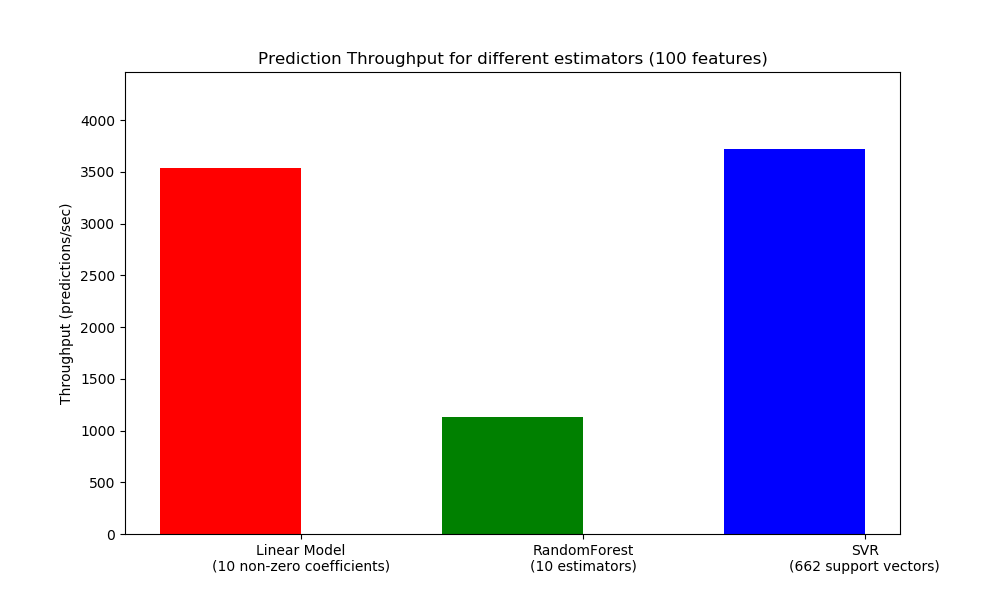 Prediction Throughput for different estimators (100 features)
Throughput (predictions/sec)
4000
3500
3000
2500
2000
1500
1000
500
0
Linear Model
(10 non-zero coefficients)
RandomForest
(10 estimators)
SVR
(662 support vectors)